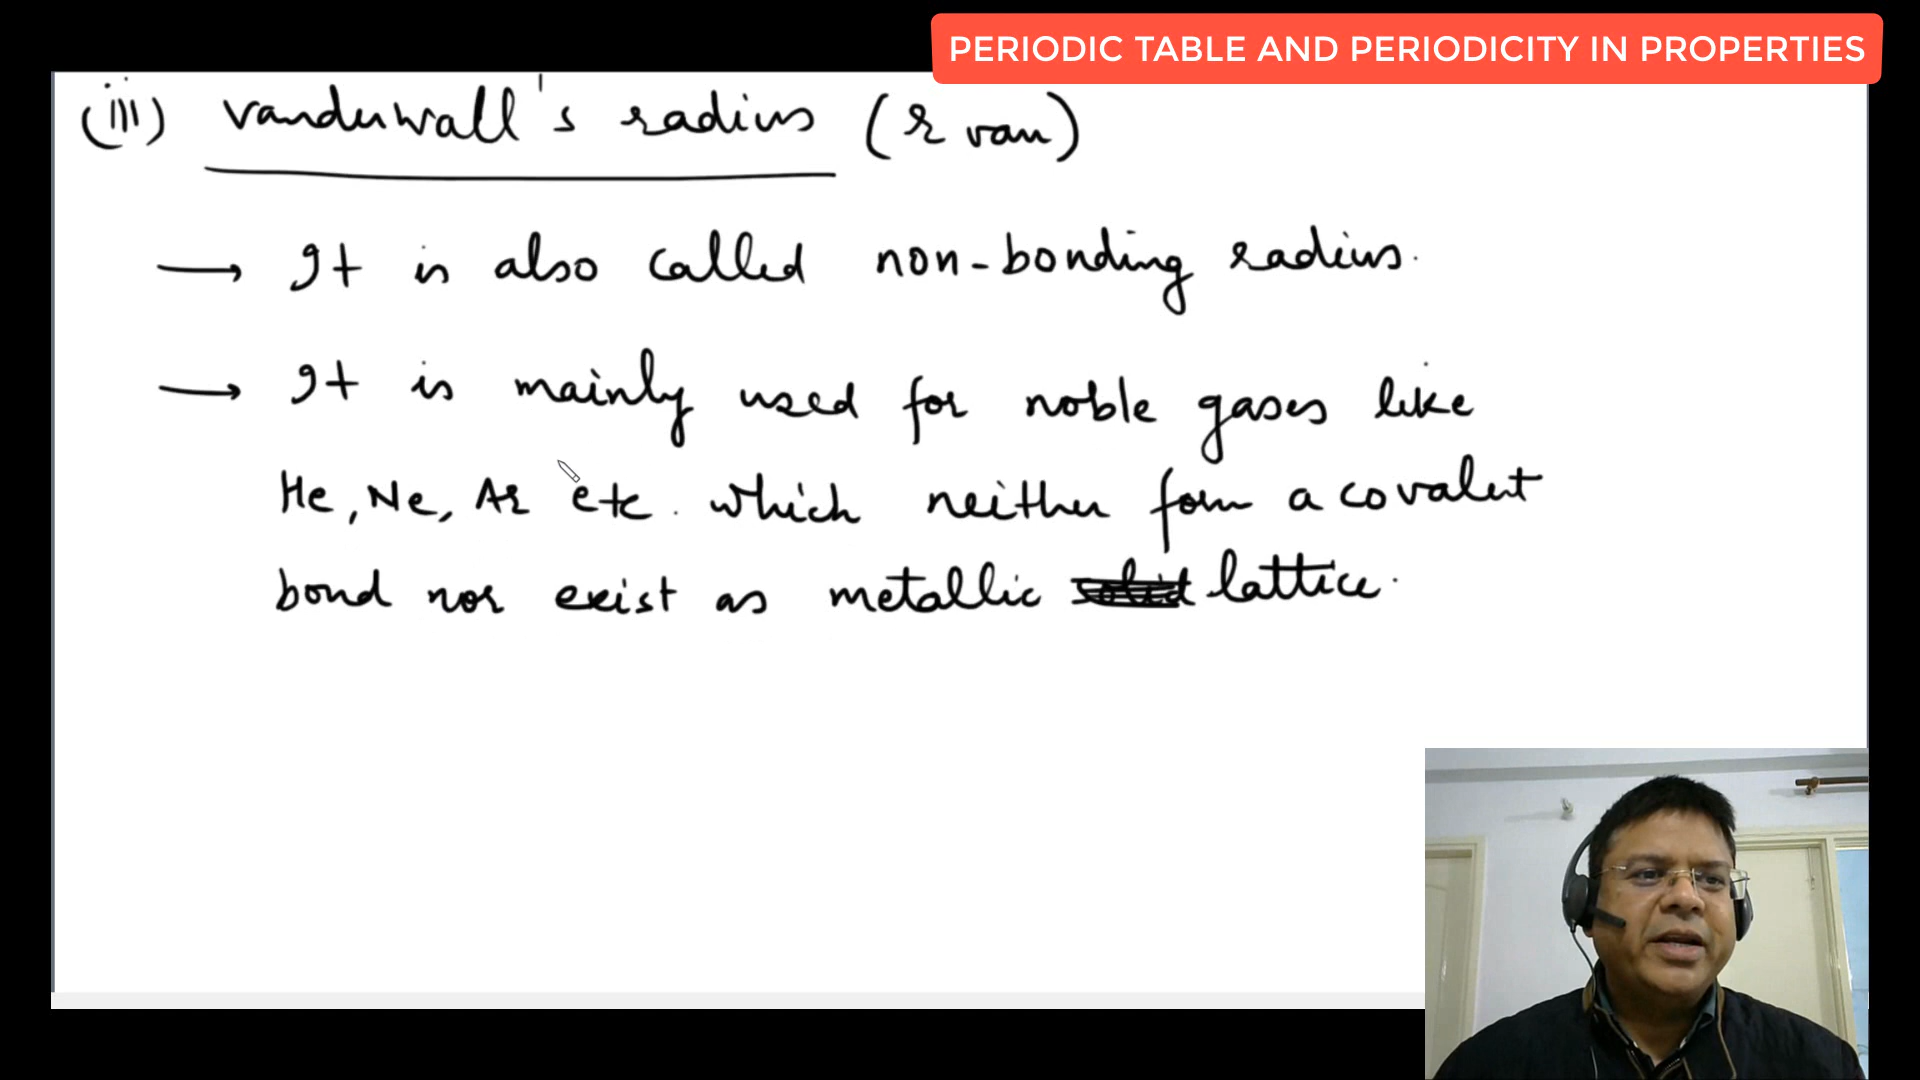 PERIODIC TABLE AND PERIODICITY IN PROPERTIES
(iii) vanderwall's radius (r van)
→ It is also called non-bonding radius.
→ It is mainly used for noble gases like
He, Ne, Ar etc. which neither form a covalent
bond nor exist as metallic solid lattice.